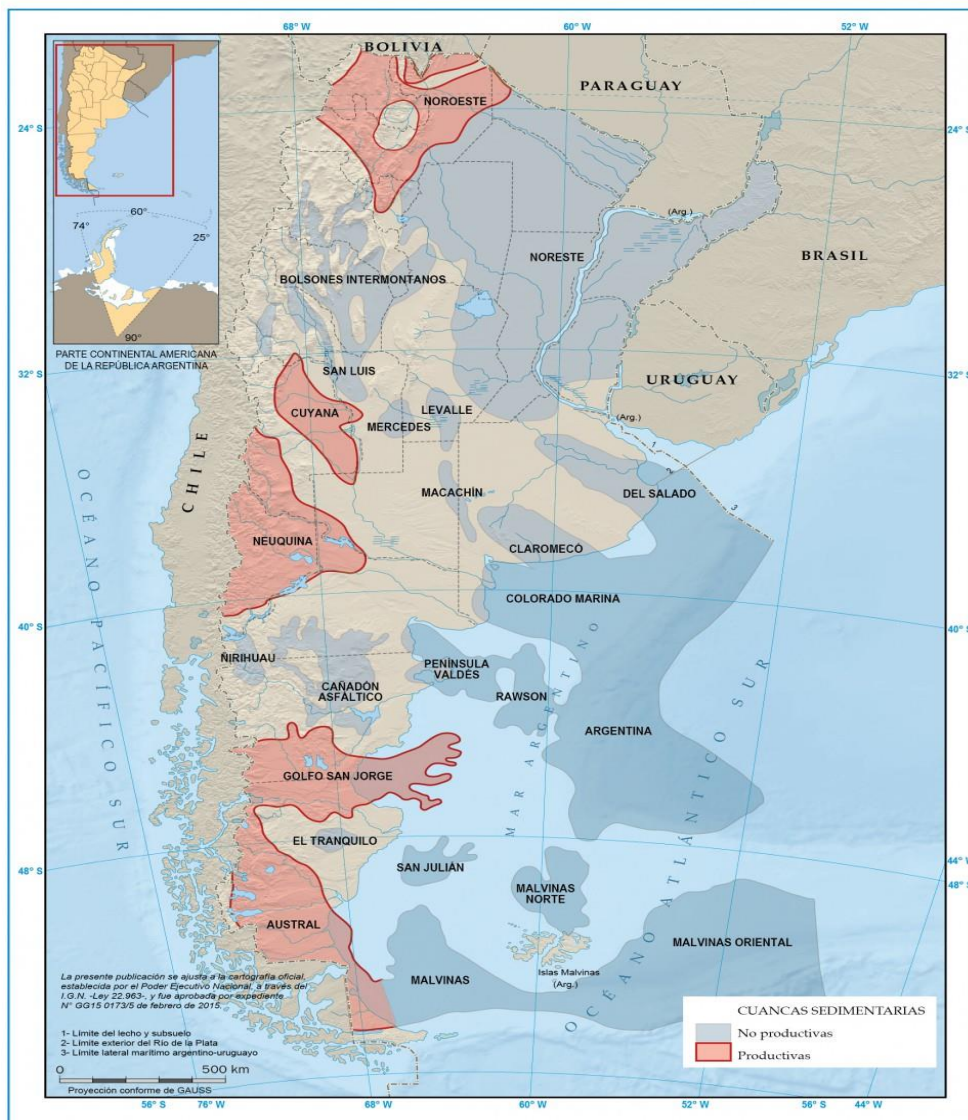 68° W
60° W
52° W
BOLIVIA
PARAGUAY
NOROESTE
24° S
24° S
60°
74°
25°
90°
PARTE CONTINENTAL AMERICANA
DE LA REPÚBLICA ARGENTINA
(Arg.)
NORESTE
BRASIL
BOLSONES INTERMONTANOS
32° S
32° S
SAN LUIS
URUGUAY
CUYANA
LEVALLE
MERCEDES
(Arg.)
1
2
3
CHILE
MACACHÍN
DEL SALADO
NEUQUINA
CLAROMECÓ
COLORADO MARINA
40° S
40° S
OCÉANO PACÍFICO SUR
ÑIRIHUAU
PENÍNSULA
VALDÉS
CAÑADÓN
ASFÁLTICO
RAWSON
MAR ARGENTINO
ARGENTINA
GOLFO SAN JORGE
OCÉANO ATLÁNTICO SUR
EL TRANQUILO
SAN JULIÁN
44° S
48° S
48° S
MALVINAS
NORTE
AUSTRAL
MALVINAS ORIENTAL
MALVINAS
Islas Malvinas
(Arg.)
La presente publicación se ajusta a la cartografía oficial,
establecida por el Poder Ejecutivo Nacional, a través del
I.G.N. -Ley 22.963-, y fue aprobada por expediente
N° GG15 0173/5 de febrero de 2015.
1- Límite del lecho y subsuelo
2- Límite exterior del Río de la Plata
3- Límite lateral marítimo argentino-uruguayo
0 500 km
Proyección conforme de GAUSS
CUANCAS SEDIMENTARIAS
No productivas
Productivas
56° S
76° W
68° W
60° W
52° W
56° S
44° W